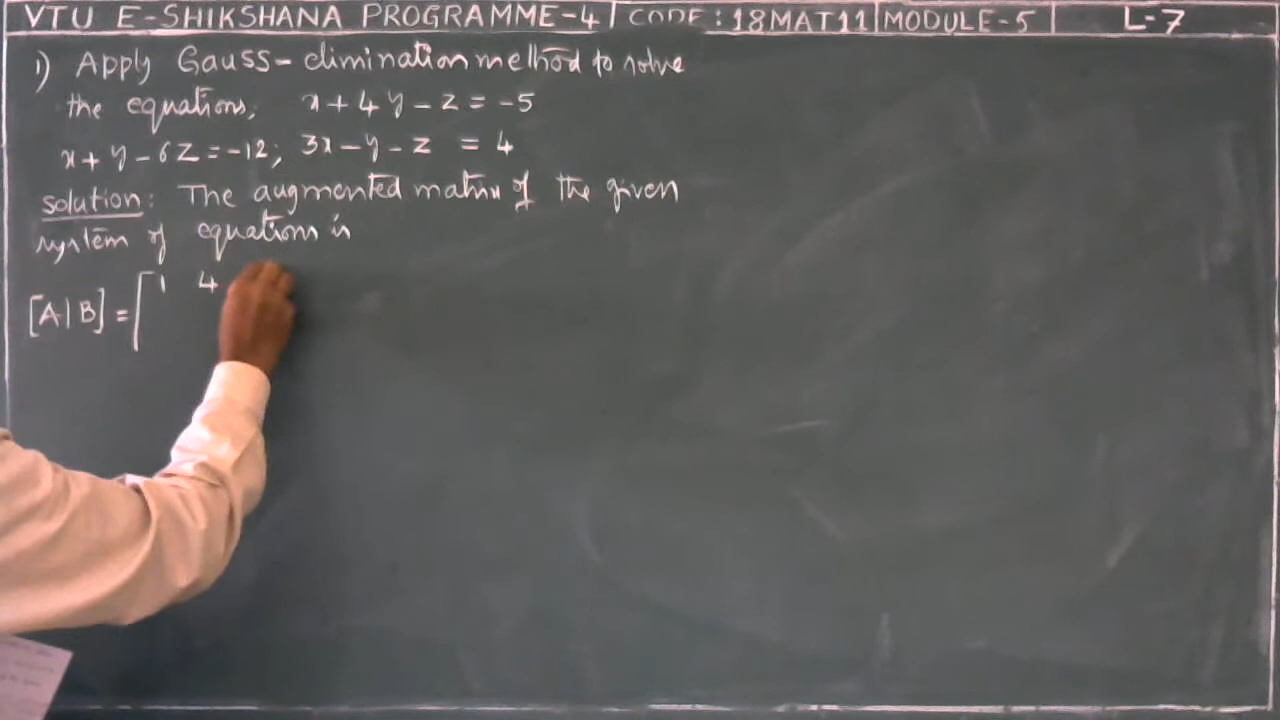 VTU E-SHIKSHANA PROGRAMME-4 CODE:18MAT11 MODULE-5 L-7
1) Apply Gauss-elimination method to solve
the equations, x+4y-z=-5
x+y-6z=-12; 3x-y-z = 4
Solution: The augmented matrix of the given
system of equations is
[A|B] = [1 4